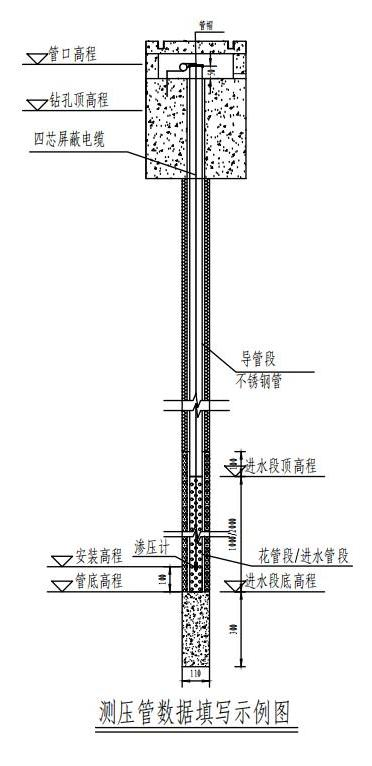 管帽
管口高程
50
钻孔顶高程
四芯屏蔽电缆
导管段
不锈钢管
100
进水段顶高程
1000/2000
渗压计
安装高程
花管段/进水管段
100
管底高程
进水段底高程
300
110
测压管数据填写示例图